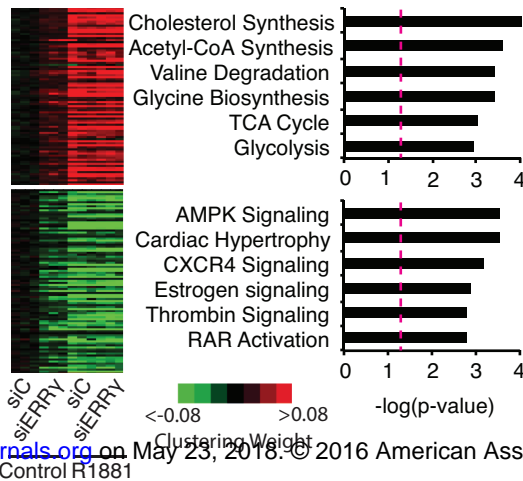 Cholesterol Synthesis
Acetyl-CoA Synthesis
Valine Degradation
Glycine Biosynthesis
TCA Cycle
Glycolysis
0 1 2 3 4
AMPK Signaling
Cardiac Hypertrophy
CXCR4 Signaling
Estrogen signaling
Thrombin Signaling
RAR Activation
0 1 2 3 4
-log(p-value)
siC siERRγ siC siERRγ
<-0.08 >0.08
Clustering Weight
rnals.org on May 23, 2018. © 2016 American Ass
Control R1881